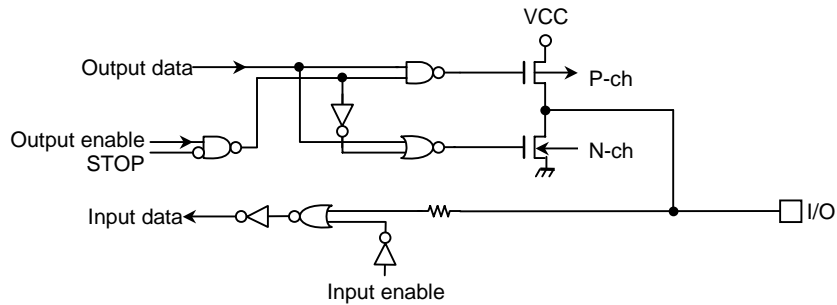 VCC
Output data
P-ch
Output enable
STOP
N-ch
Input data
I/O
Input enable